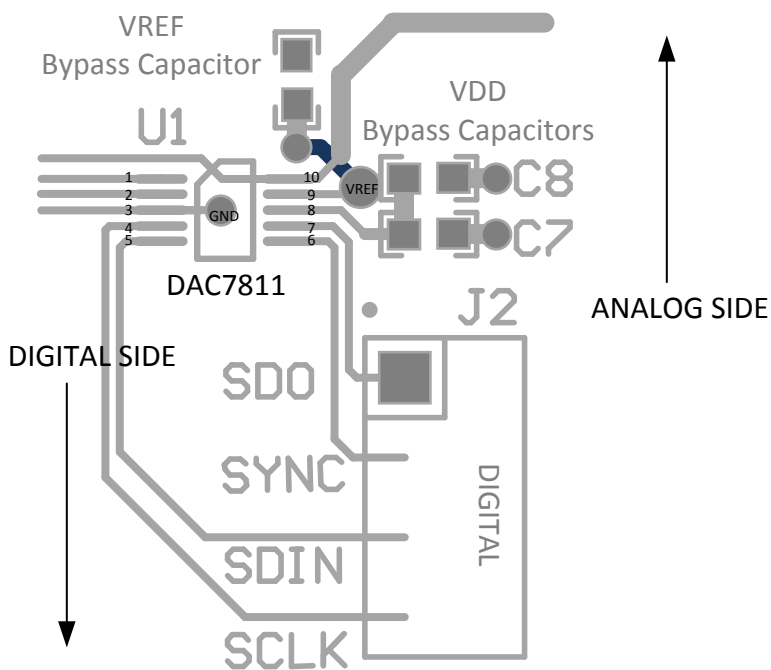 VREF
Bypass Capacitor
VDD
Bypass Capacitors
U1
1
2
3
4
5
10
9
8
7
6
GND
VREF
C8
C7
DAC7811
J2
ANALOG SIDE
DIGITAL SIDE
SDO
SYNC
SDIN
SCLK
DIGITAL